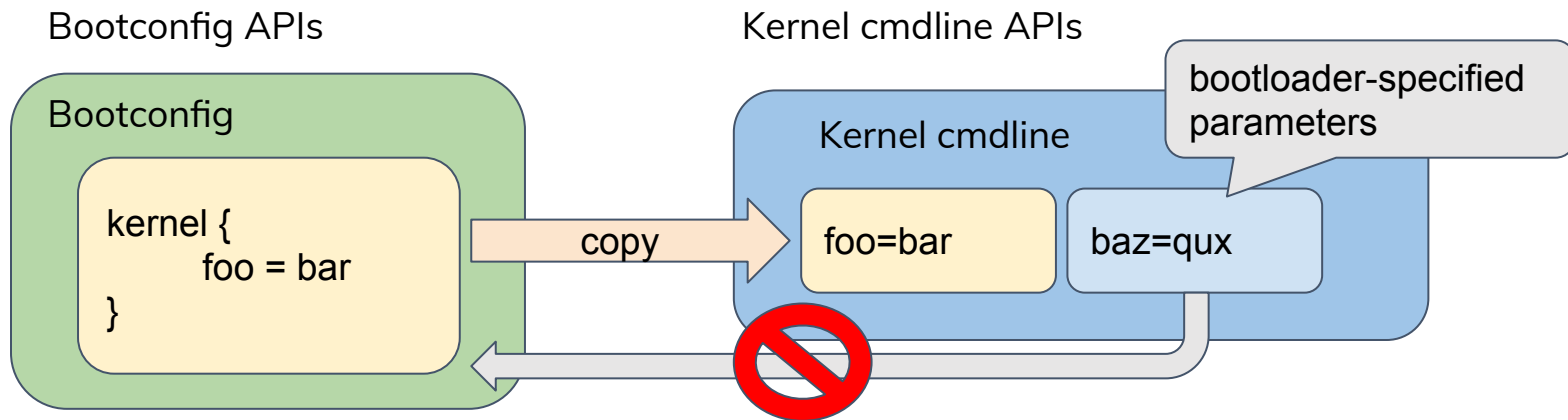 Bootconfig APIs
Bootconfig
kernel {
foo = bar
}
copy
Kernel cmdline APIs
Kernel cmdline
foo=bar
baz=qux
bootloader-specified
parameters